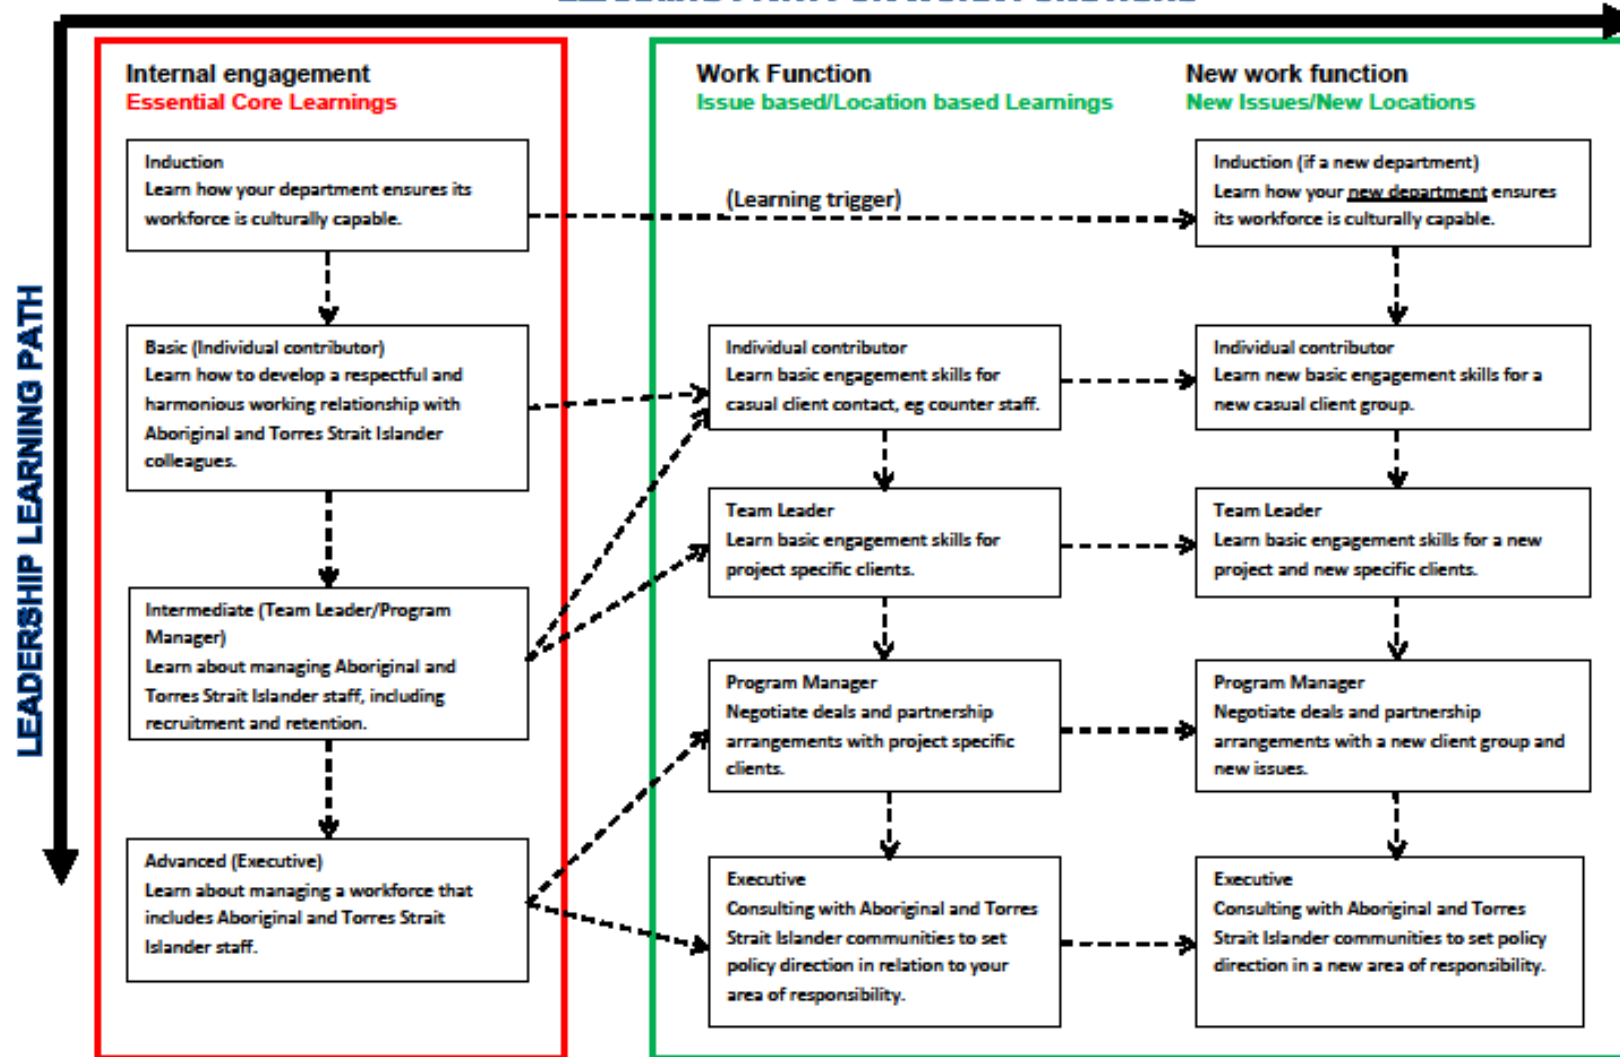 LEADERSHIP LEARNING PATH
Internal engagement
Essential Core Learnings
Induction
Learn how your department ensures its
workforce is culturally capable.
Basic (Individual contributor)
Learn how to develop a respectful and
harmonious working relationship with
Aboriginal and Torres Strait Islander
colleagues.
Intermediate (Team Leader/Program
Manager)
Learn about managing Aboriginal and
Torres Strait Islander staff, including
recruitment and retention.
Advanced (Executive)
Learn about managing a workforce that
includes Aboriginal and Torres Strait
Islander staff.
Work Function
Issue based/Location based Learnings
(Learning trigger)
Individual contributor
Learn basic engagement skills for
casual client contact, eg counter staff.
Team Leader
Learn basic engagement skills for
project specific clients.
Program Manager
Negotiate deals and partnership
arrangements with project specific
clients.
Executive
Consulting with Aboriginal and Torres
Strait Islander communities to set
policy direction in relation to your
area of responsibility.
New work function
New Issues/New Locations
Induction (if a new department)
Learn how your new department ensures
its workforce is culturally capable.
Individual contributor
Learn new basic engagement skills for a
new casual client group.
Team Leader
Learn basic engagement skills for a new
project and new specific clients.
Program Manager
Negotiate deals and partnership
arrangements with a new client group and
new issues.
Executive
Consulting with Aboriginal and Torres
Strait Islander communities to set policy
direction in a new area of responsibility.